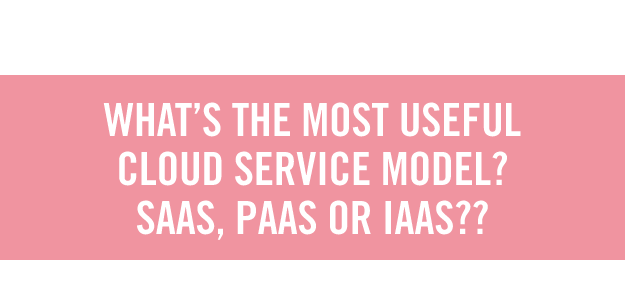 WHAT’S THE MOST USEFUL
CLOUD SERVICE MODEL?
SAAS, PAAS OR IAAS??